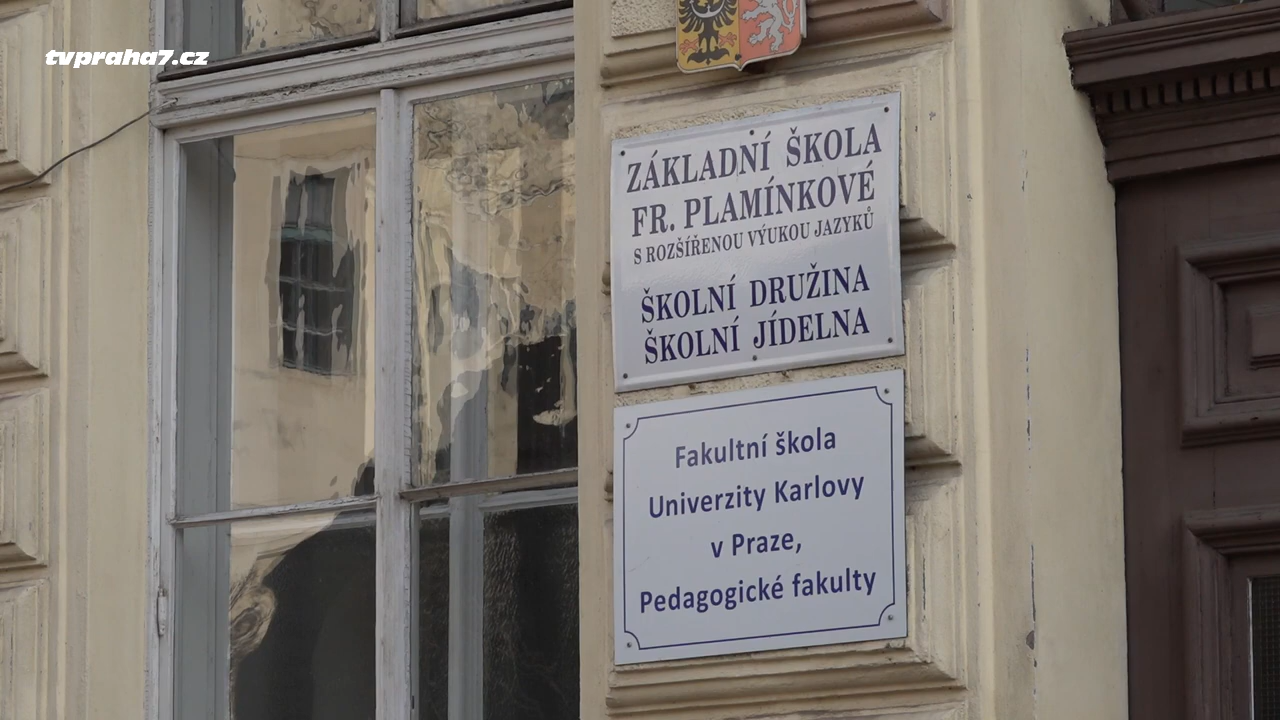 tvpraha7.cz
ZÁKLADNÍ ŠKOLA
FR. PLAMÍNKOVÉ
S ROZŠÍŘENOU VÝUKOU JAZYKŮ
ŠKOLNÍ DRUŽINA
ŠKOLNÍ JÍDELNA
Fakultní škola
Univerzity Karlovy
v Praze,
Pedagogické fakulty